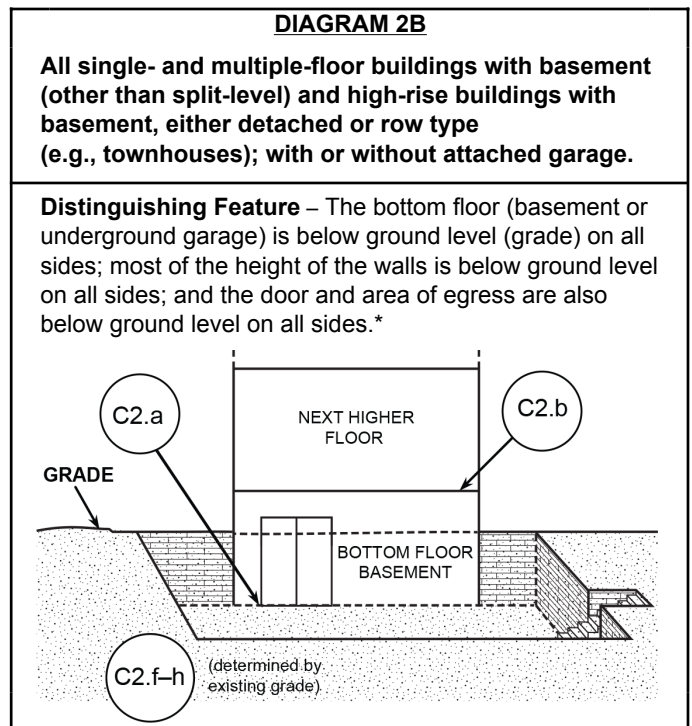 DIAGRAM 2B
All single- and multiple-floor buildings with basement
(other than split-level) and high-rise buildings with
basement, either detached or row type
(e.g., townhouses); with or without attached garage.
Distinguishing Feature – The bottom floor (basement or
underground garage) is below ground level (grade) on all
sides; most of the height of the walls is below ground level
on all sides; and the door and area of egress are also
below ground level on all sides.*
C2.a
NEXT HIGHER
FLOOR
C2.b
GRADE
BOTTOM FLOOR
BASEMENT
C2.f–h
(determined by
existing grade)